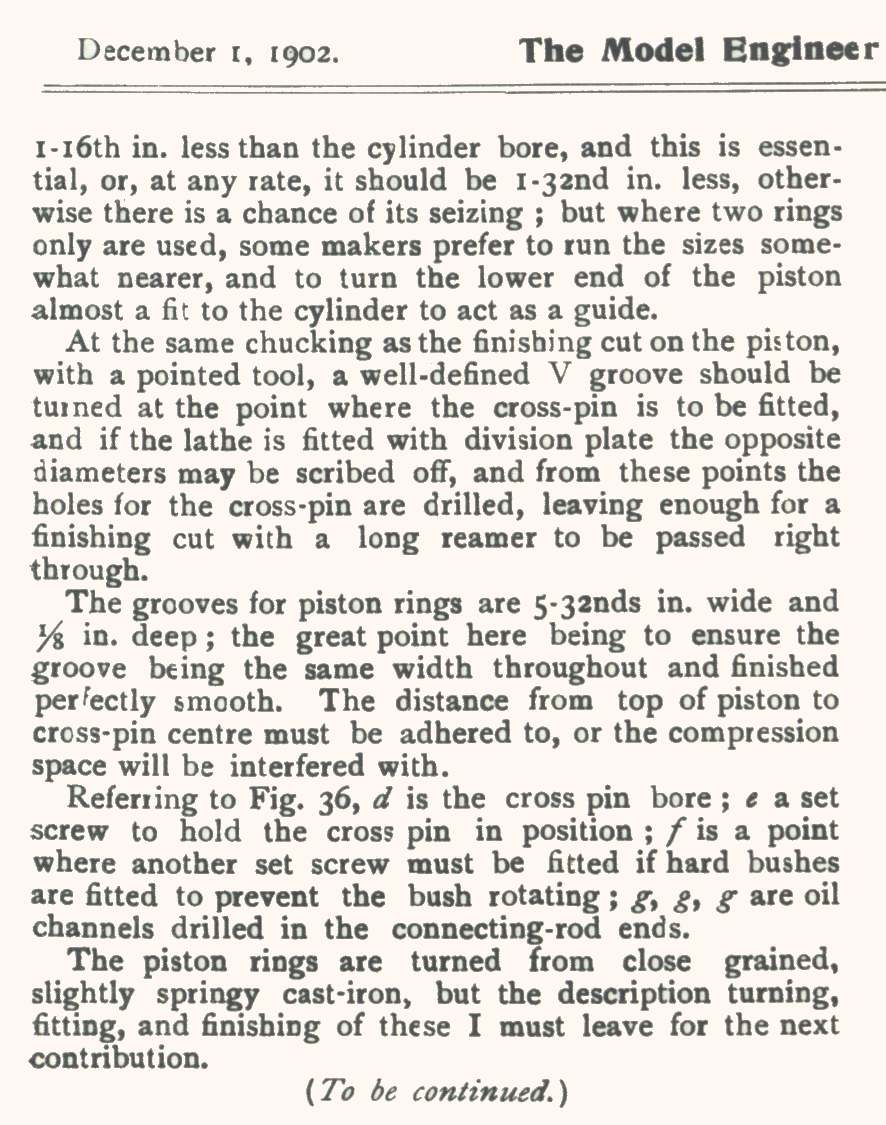 December 1, 1902. The Model Engineer
1-16th in. less than the cylinder bore, and this is essen-
tial, or, at any rate, it should be 1-32nd in. less, other-
wise there is a chance of its seizing ; but where two rings
only are used, some makers prefer to run the sizes some-
what nearer, and to turn the lower end of the piston
almost a fit to the cylinder to act as a guide.
At the same chucking as the finishing cut on the piston,
with a pointed tool, a well-defined V groove should be
turned at the point where the cross-pin is to be fitted,
and if the lathe is fitted with division plate the opposite
diameters may be scribed off, and from these points the
holes for the cross-pin are drilled, leaving enough for a
finishing cut with a long reamer to be passed right
through.
The grooves for piston rings are 5-32nds in. wide and
⅛ in. deep ; the great point here being to ensure the
groove being the same width throughout and finished
perfectly smooth. The distance from top of piston to
cross-pin centre must be adhered to, or the compression
space will be interfered with.
Referring to Fig. 36, d is the cross pin bore ; e a set
screw to hold the cross pin in position ; f is a point
where another set screw must be fitted if hard bushes
are fitted to prevent the bush rotating ; g, g, g are oil
channels drilled in the connecting-rod ends.
The piston rings are turned from close grained,
slightly springy cast-iron, but the description turning,
fitting, and finishing of these I must leave for the next
contribution.
(To be continued.)